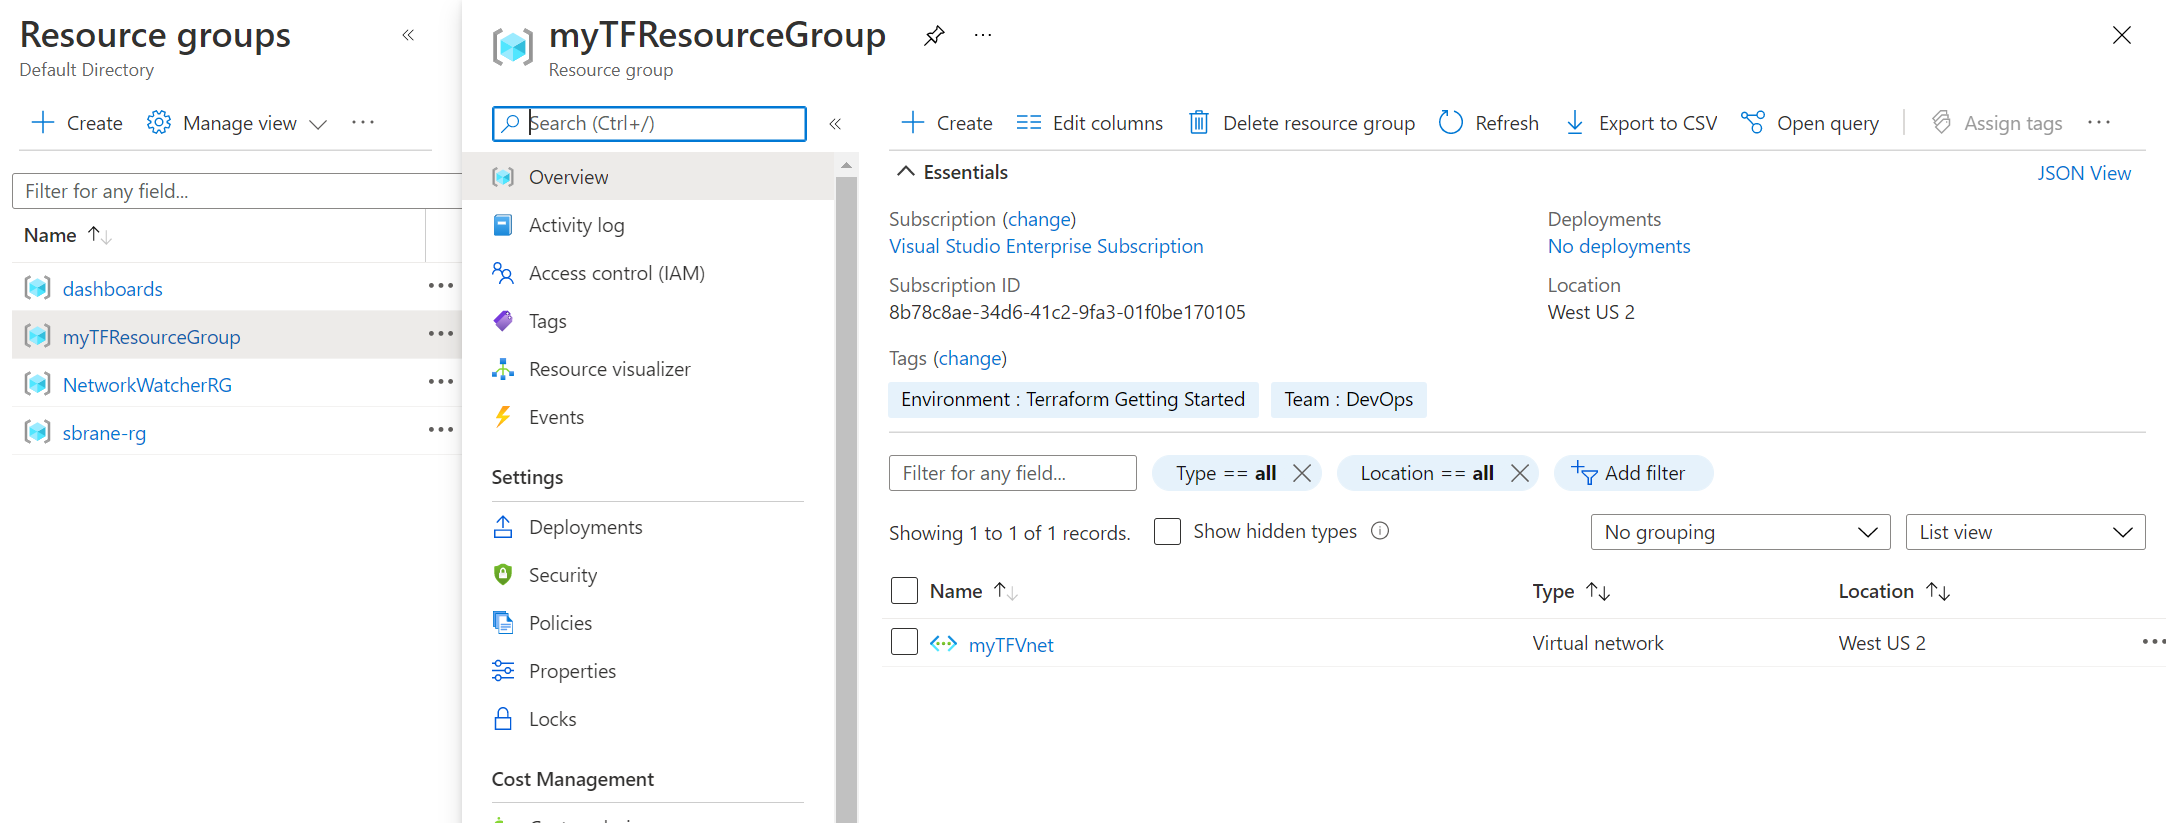 Resource groups
Default Directory
Create
Manage view
Filter for any field...
Name
dashboards
myTFResourceGroup
NetworkWatcherRG
sbrane-rg
myTFResourceGroup
Resource group
Search (Ctrl+/)
Overview
Activity log
Access control (IAM)
Tags
Resource visualizer
Events
Settings
Deployments
Security
Policies
Properties
Locks
Cost Management
Create
Edit columns
Delete resource group
Refresh
Export to CSV
Open query
Assign tags
Essentials
JSON View
Subscription (change)
Visual Studio Enterprise Subscription
Subscription ID
8b78c8ae-34d6-41c2-9fa3-01f0be170105
Deployments
No deployments
Location
West US 2
Tags (change)
Environment : Terraform Getting Started
Team : DevOps
Filter for any field...
Type == all
Location == all
Add filter
Showing 1 to 1 of 1 records.
Show hidden types
No grouping
List view
Name
Type
Location
myTFVnet
Virtual network
West US 2